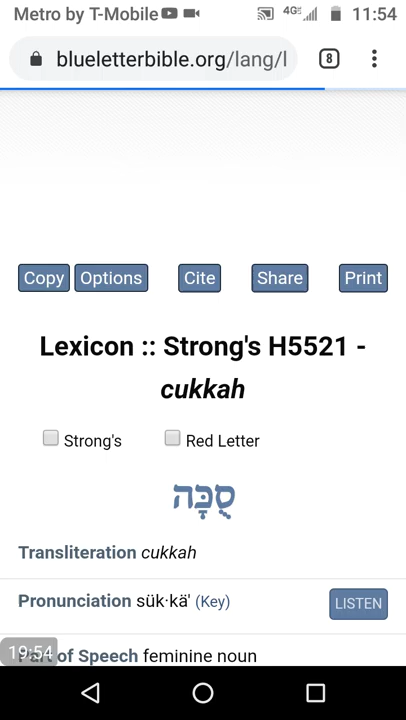 Metro by T-Mobile 4G 11:54
blueletterbible.org/lang/l 8
Copy Options Cite Share Print
Lexicon :: Strong's H5521 -
cukkah
Strong's Red Letter
סֻכָּה
Transliteration cukkah
Pronunciation sük·kä' (Key) LISTEN
19:54 Part of Speech feminine noun